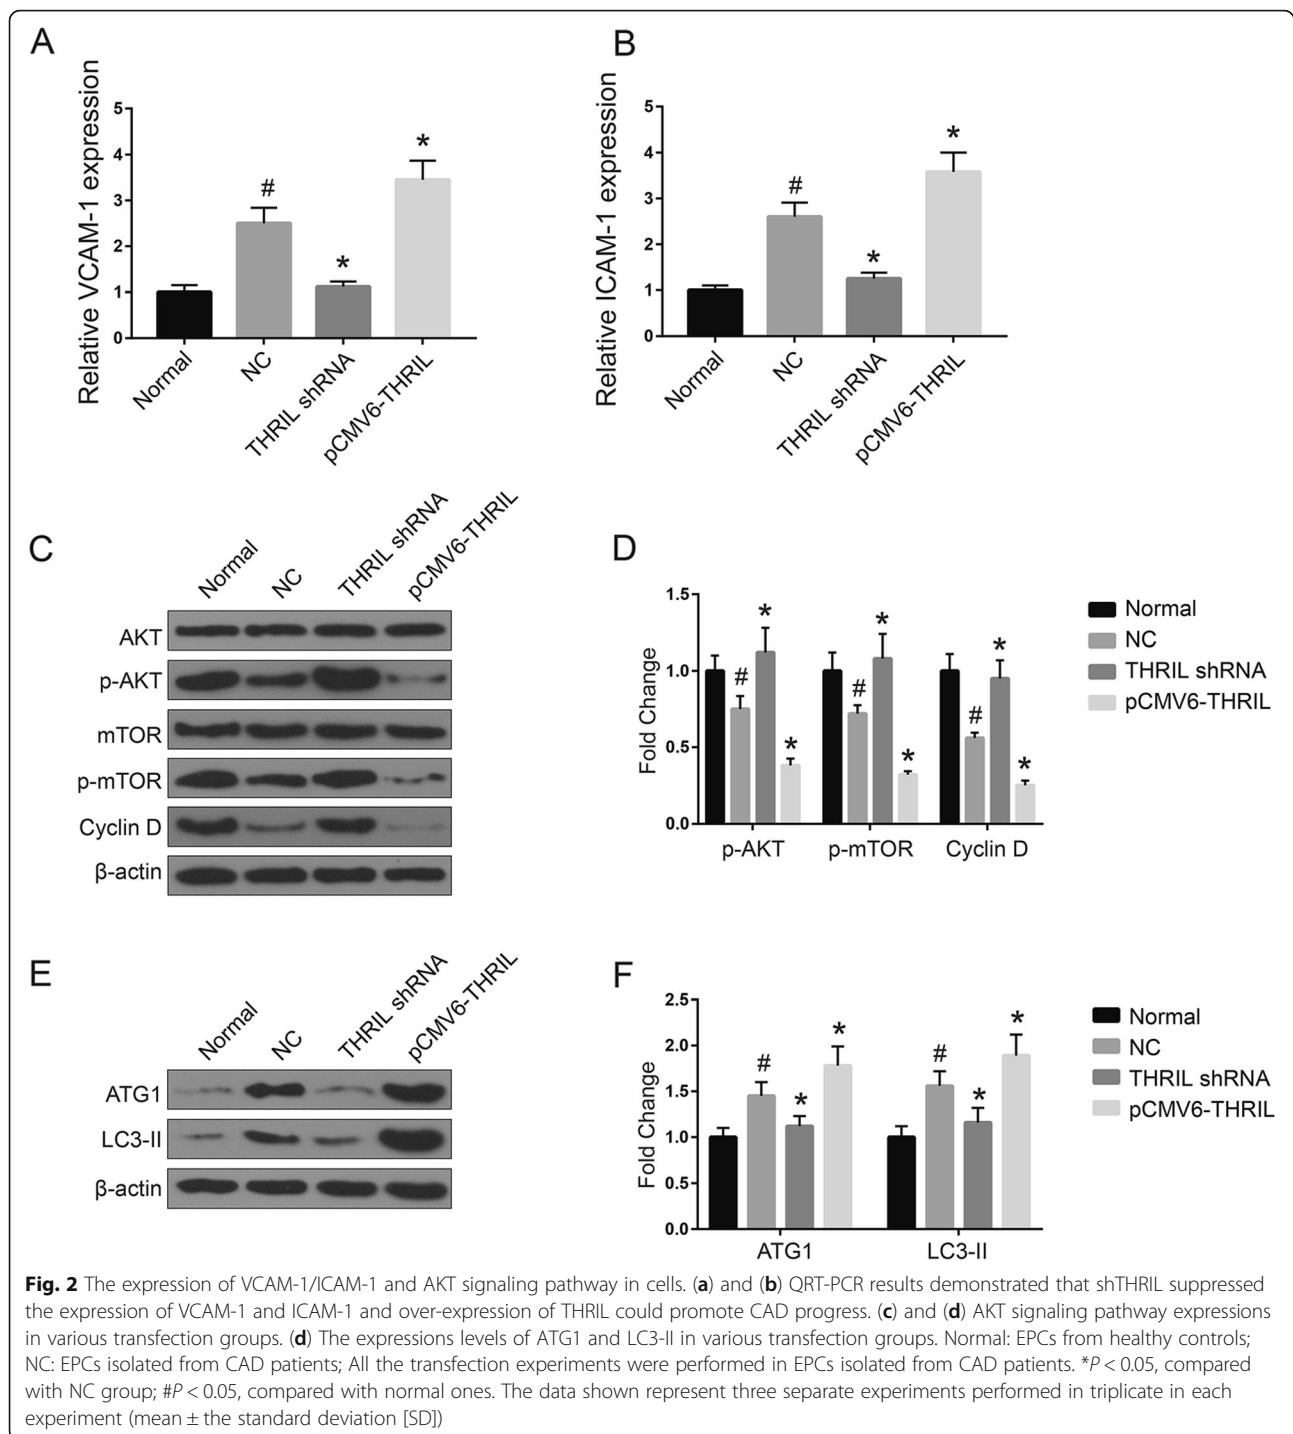 A
Relative VCAM-1 expression
5
4
3
2
1
0
#
*
*
Normal
NC
THRIL shRNA
pCMV6-THRIL
B
Relative ICAM-1 expression
5
4
3
2
1
0
#
*
*
Normal
NC
THRIL shRNA
pCMV6-THRIL
C
Normal
NC
THRIL shRNA
pCMV6-THRIL
AKT
p-AKT
mTOR
p-mTOR
Cyclin D
β-actin
D
Fold Change
1.5
1.0
0.5
0.0
#
*
*
#
*
*
#
*
*
p-AKT
p-mTOR
Cyclin D
Normal
NC
THRIL shRNA
pCMV6-THRIL
E
Normal
NC
THRIL shRNA
pCMV6-THRIL
ATG1
LC3-II
β-actin
F
Fold Change
2.5
2.0
1.5
1.0
0.5
0.0
#
*
*
#
*
*
ATG1
LC3-II
Normal
NC
THRIL shRNA
pCMV6-THRIL
Fig. 2 The expression of VCAM-1/ICAM-1 and AKT signaling pathway in cells. (a) and (b) QRT-PCR results demonstrated that shTHRIL suppressed
the expression of VCAM-1 and ICAM-1 and over-expression of THRIL could promote CAD progress. (c) and (d) AKT signaling pathway expressions
in various transfection groups. (d) The expressions levels of ATG1 and LC3-II in various transfection groups. Normal: EPCs from healthy controls;
NC: EPCs isolated from CAD patients; All the transfection experiments were performed in EPCs isolated from CAD patients. *P < 0.05, compared
with NC group; #P < 0.05, compared with normal ones. The data shown represent three separate experiments performed in triplicate in each
experiment (mean ± the standard deviation [SD])